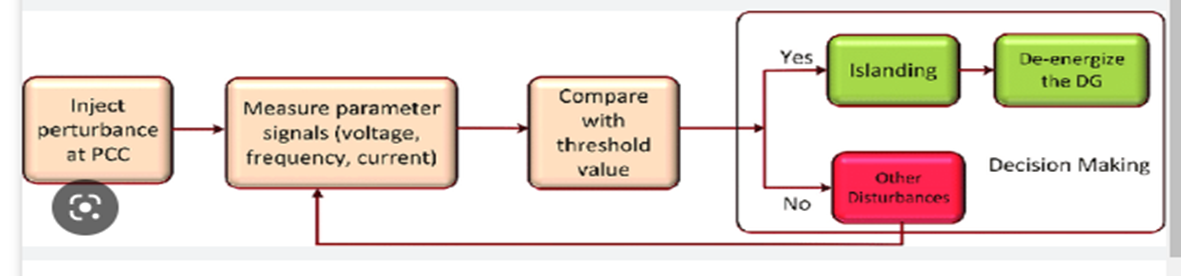 Inject
perturbance
at PCC
Measure parameter
signals (voltage,
frequency, current)
Compare
with
threshold
value
Yes
Islanding
De-energize
the DG
No
Other
Disturbances
Decision Making